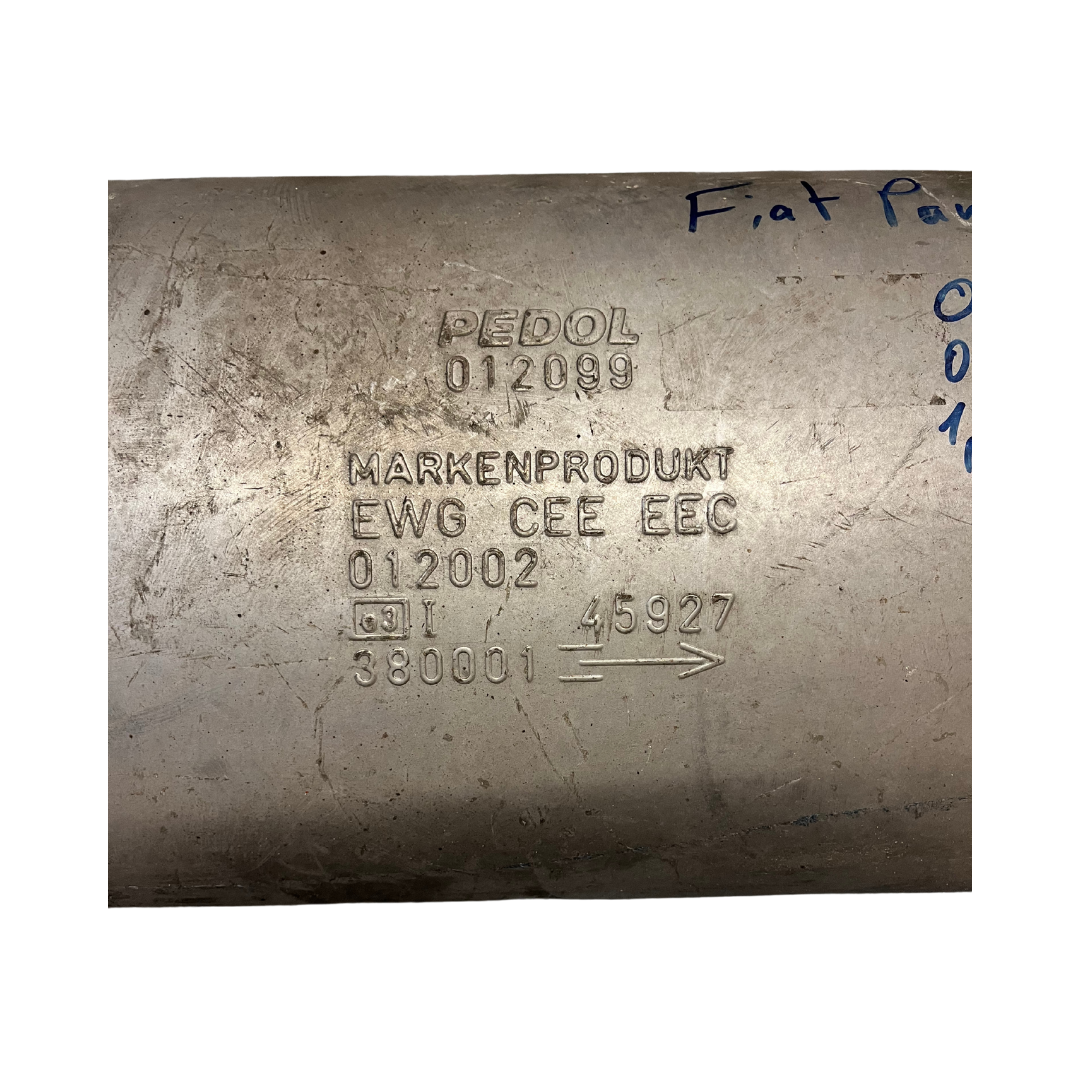 Fiat
PEDOL
012099
MARKENPRODUKT
EWG CEE EEC
012002
e3 I 45927
380001